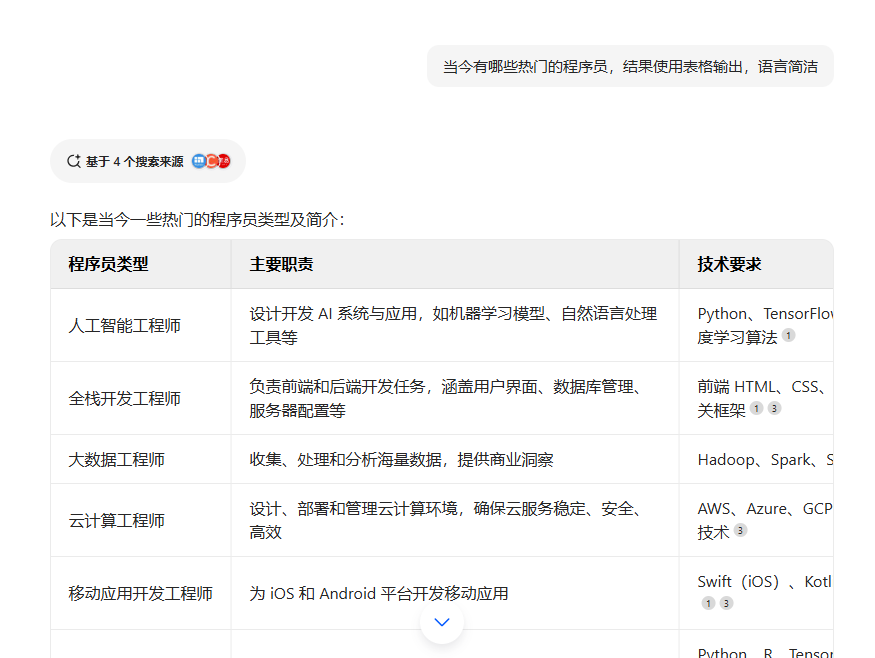 当今有哪些热门的程序员，结果使用表格输出，语言简洁
基于 4 个搜索来源
以下是当今一些热门的程序员类型及简介：
程序员类型 主要职责 技术要求
人工智能工程师
设计开发 AI 系统与应用，如机器学习模型、自然语言处理
工具等
Python、TensorFlow
度学习算法 1
全栈开发工程师
负责前端和后端开发任务，涵盖用户界面、数据库管理、
服务器配置等
前端 HTML、CSS、
关框架 1 3
大数据工程师 收集、处理和分析海量数据，提供商业洞察 Hadoop、Spark、S
云计算工程师
设计、部署和管理云计算环境，确保云服务稳定、安全、
高效
AWS、Azure、GCP
技术 3
移动应用开发工程师 为 iOS 和 Android 平台开发移动应用
Swift（iOS）、Kotl
1 3
Python、R、Tensor